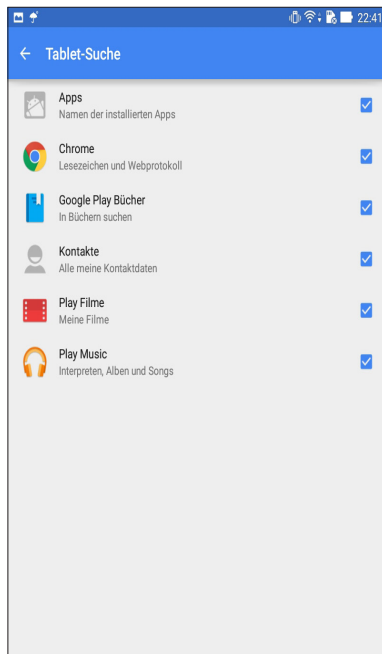 22:41
Tablet-Suche
Apps
Namen der installierten Apps
Chrome
Lesezeichen und Webprotokoll
Google Play Bücher
In Büchern suchen
Kontakte
Alle meine Kontaktdaten
Play Filme
Meine Filme
Play Music
Interpreten, Alben und Songs